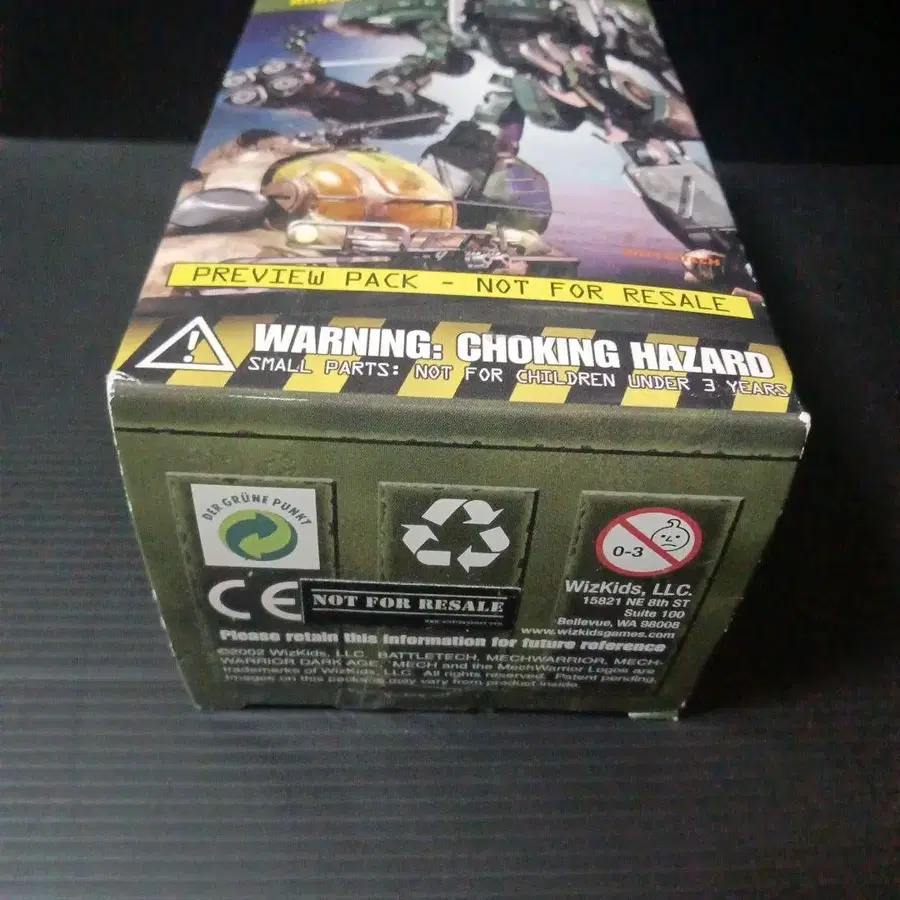 PREVIEW PACK - NOT FOR RESALE
WARNING: CHOKING HAZARD
SMALL PARTS: NOT FOR CHILDREN UNDER 3 YEARS
DER GRÜNE PUNKT
0-3
CE
NOT FOR RESALE
WizKids, LLC.
15821 NE 8th ST
Suite 100
Bellevue, WA 98008
www.wizkidsgames.com
Please retain this information for future reference
©2002 WizKids, LLC, BATTLETECH, MECHWARRIOR, MECH-
WARRIOR DARK AGE, 'MECH and the MechWarrior Logos are
trademarks of WizKids, LLC. All rights reserved. Patent pending.
Images on this package may vary from product inside.